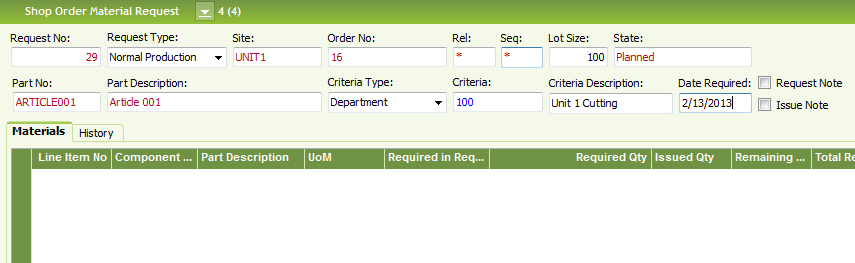 Shop Order Material Request 4 (4)
Request No: Request Type: Site: Order No: Rel: Seq: Lot Size: State:
29 Normal Production UNIT1 16 * * 100 Planned
Part No: Part Description: Criteria Type: Criteria: Criteria Description: Date Required: Request Note
ARTICLE001 Article 001 Department 100 Unit 1 Cutting 2/13/2013 Issue Note
Materials History
Line Item No Component ... Part Description UoM Required in Req... Required Qty Issued Qty Remaining ... Total Re